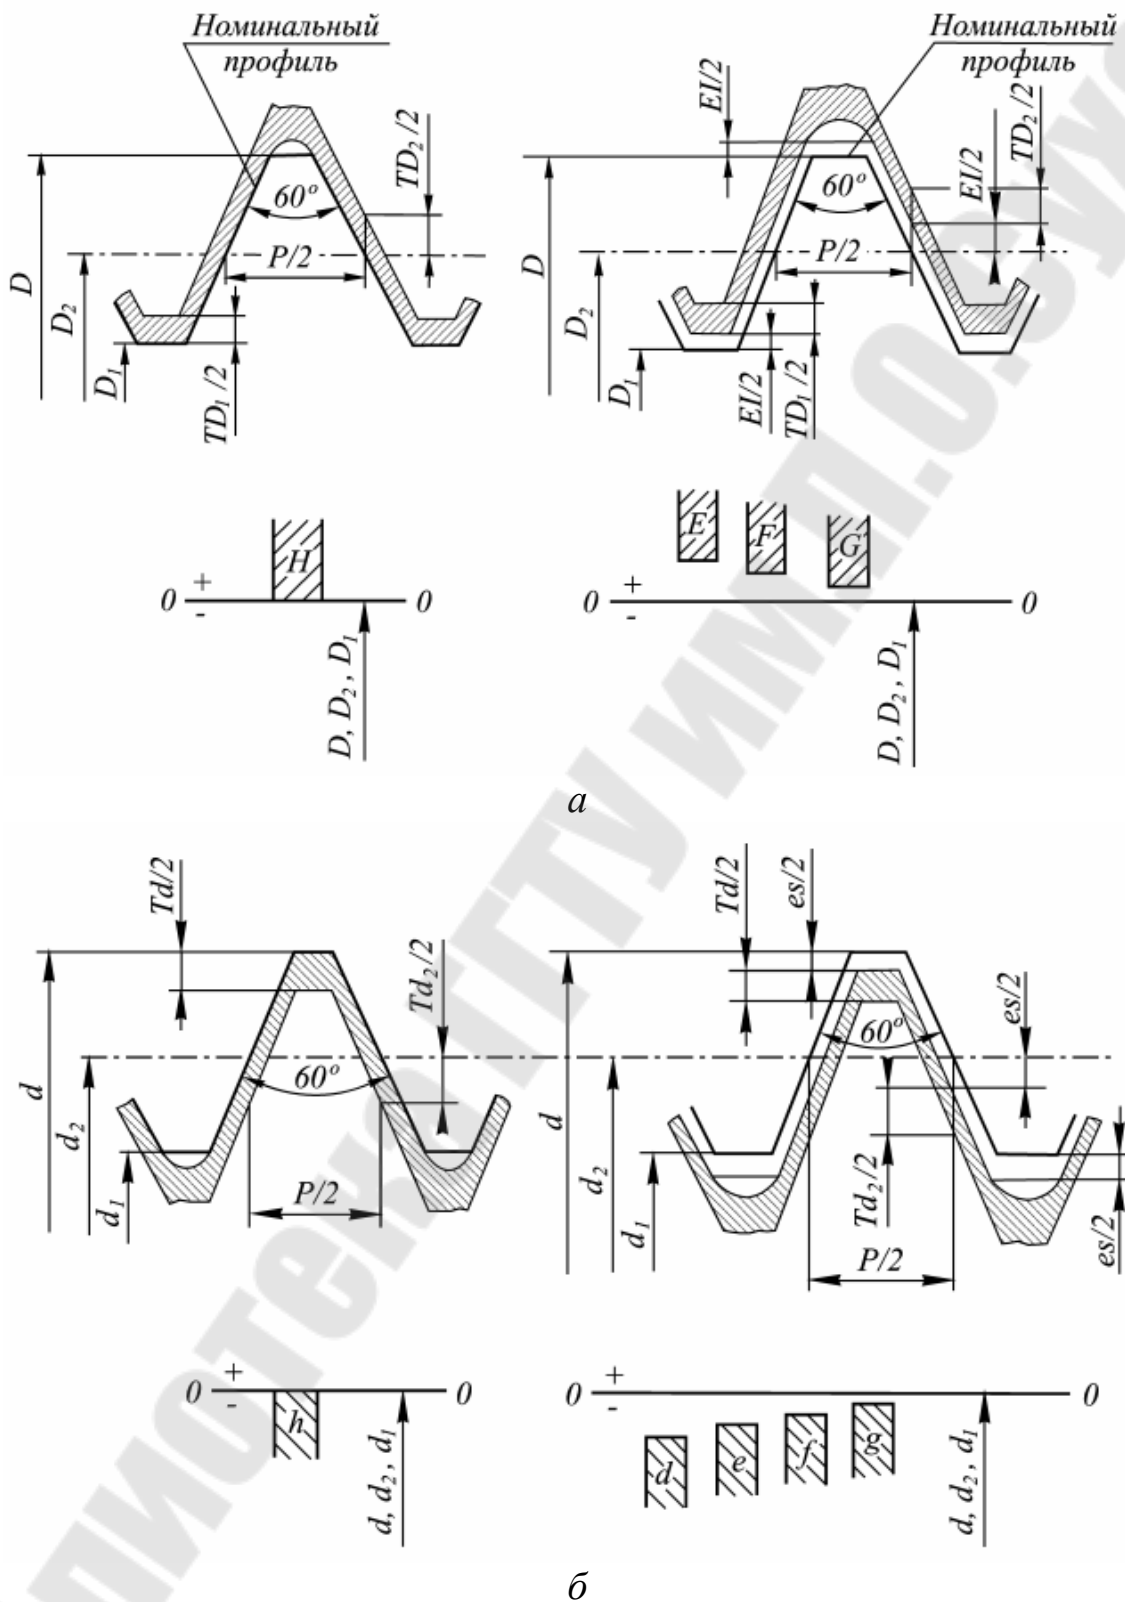 Номинальный
профиль
Номинальный
профиль
EI/2
TD₂/2
TD₂/2
EI/2
60°
60°
P/2
P/2
D
D₂
D₁
TD₁/2
D
D₂
D₁
EI/2
TD₁/2
H
E F G
0 + - 0
0 + - 0
D, D₂, D₁
D, D₂, D₁
а
Td/2
Td₂/2
Td/2
es/2
es/2
60°
60°
d
d₂
d₁
P/2
d
d₂
d₁
Td₂/2
P/2
es/2
0 + - 0
0 + - 0
h
d e f g
d, d₂, d₁
d, d₂, d₁
б